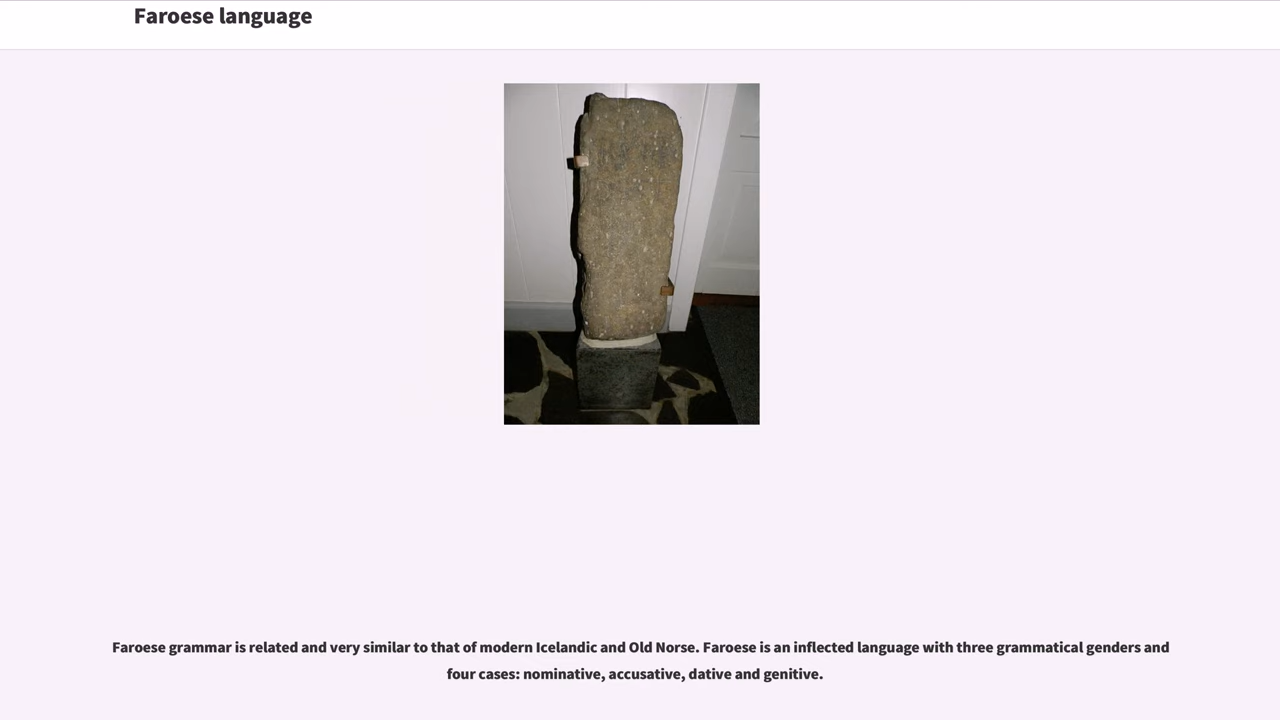 Faroese language
Faroese grammar is related and very similar to that of modern Icelandic and Old Norse. Faroese is an inflected language with three grammatical genders and
four cases: nominative, accusative, dative and genitive.